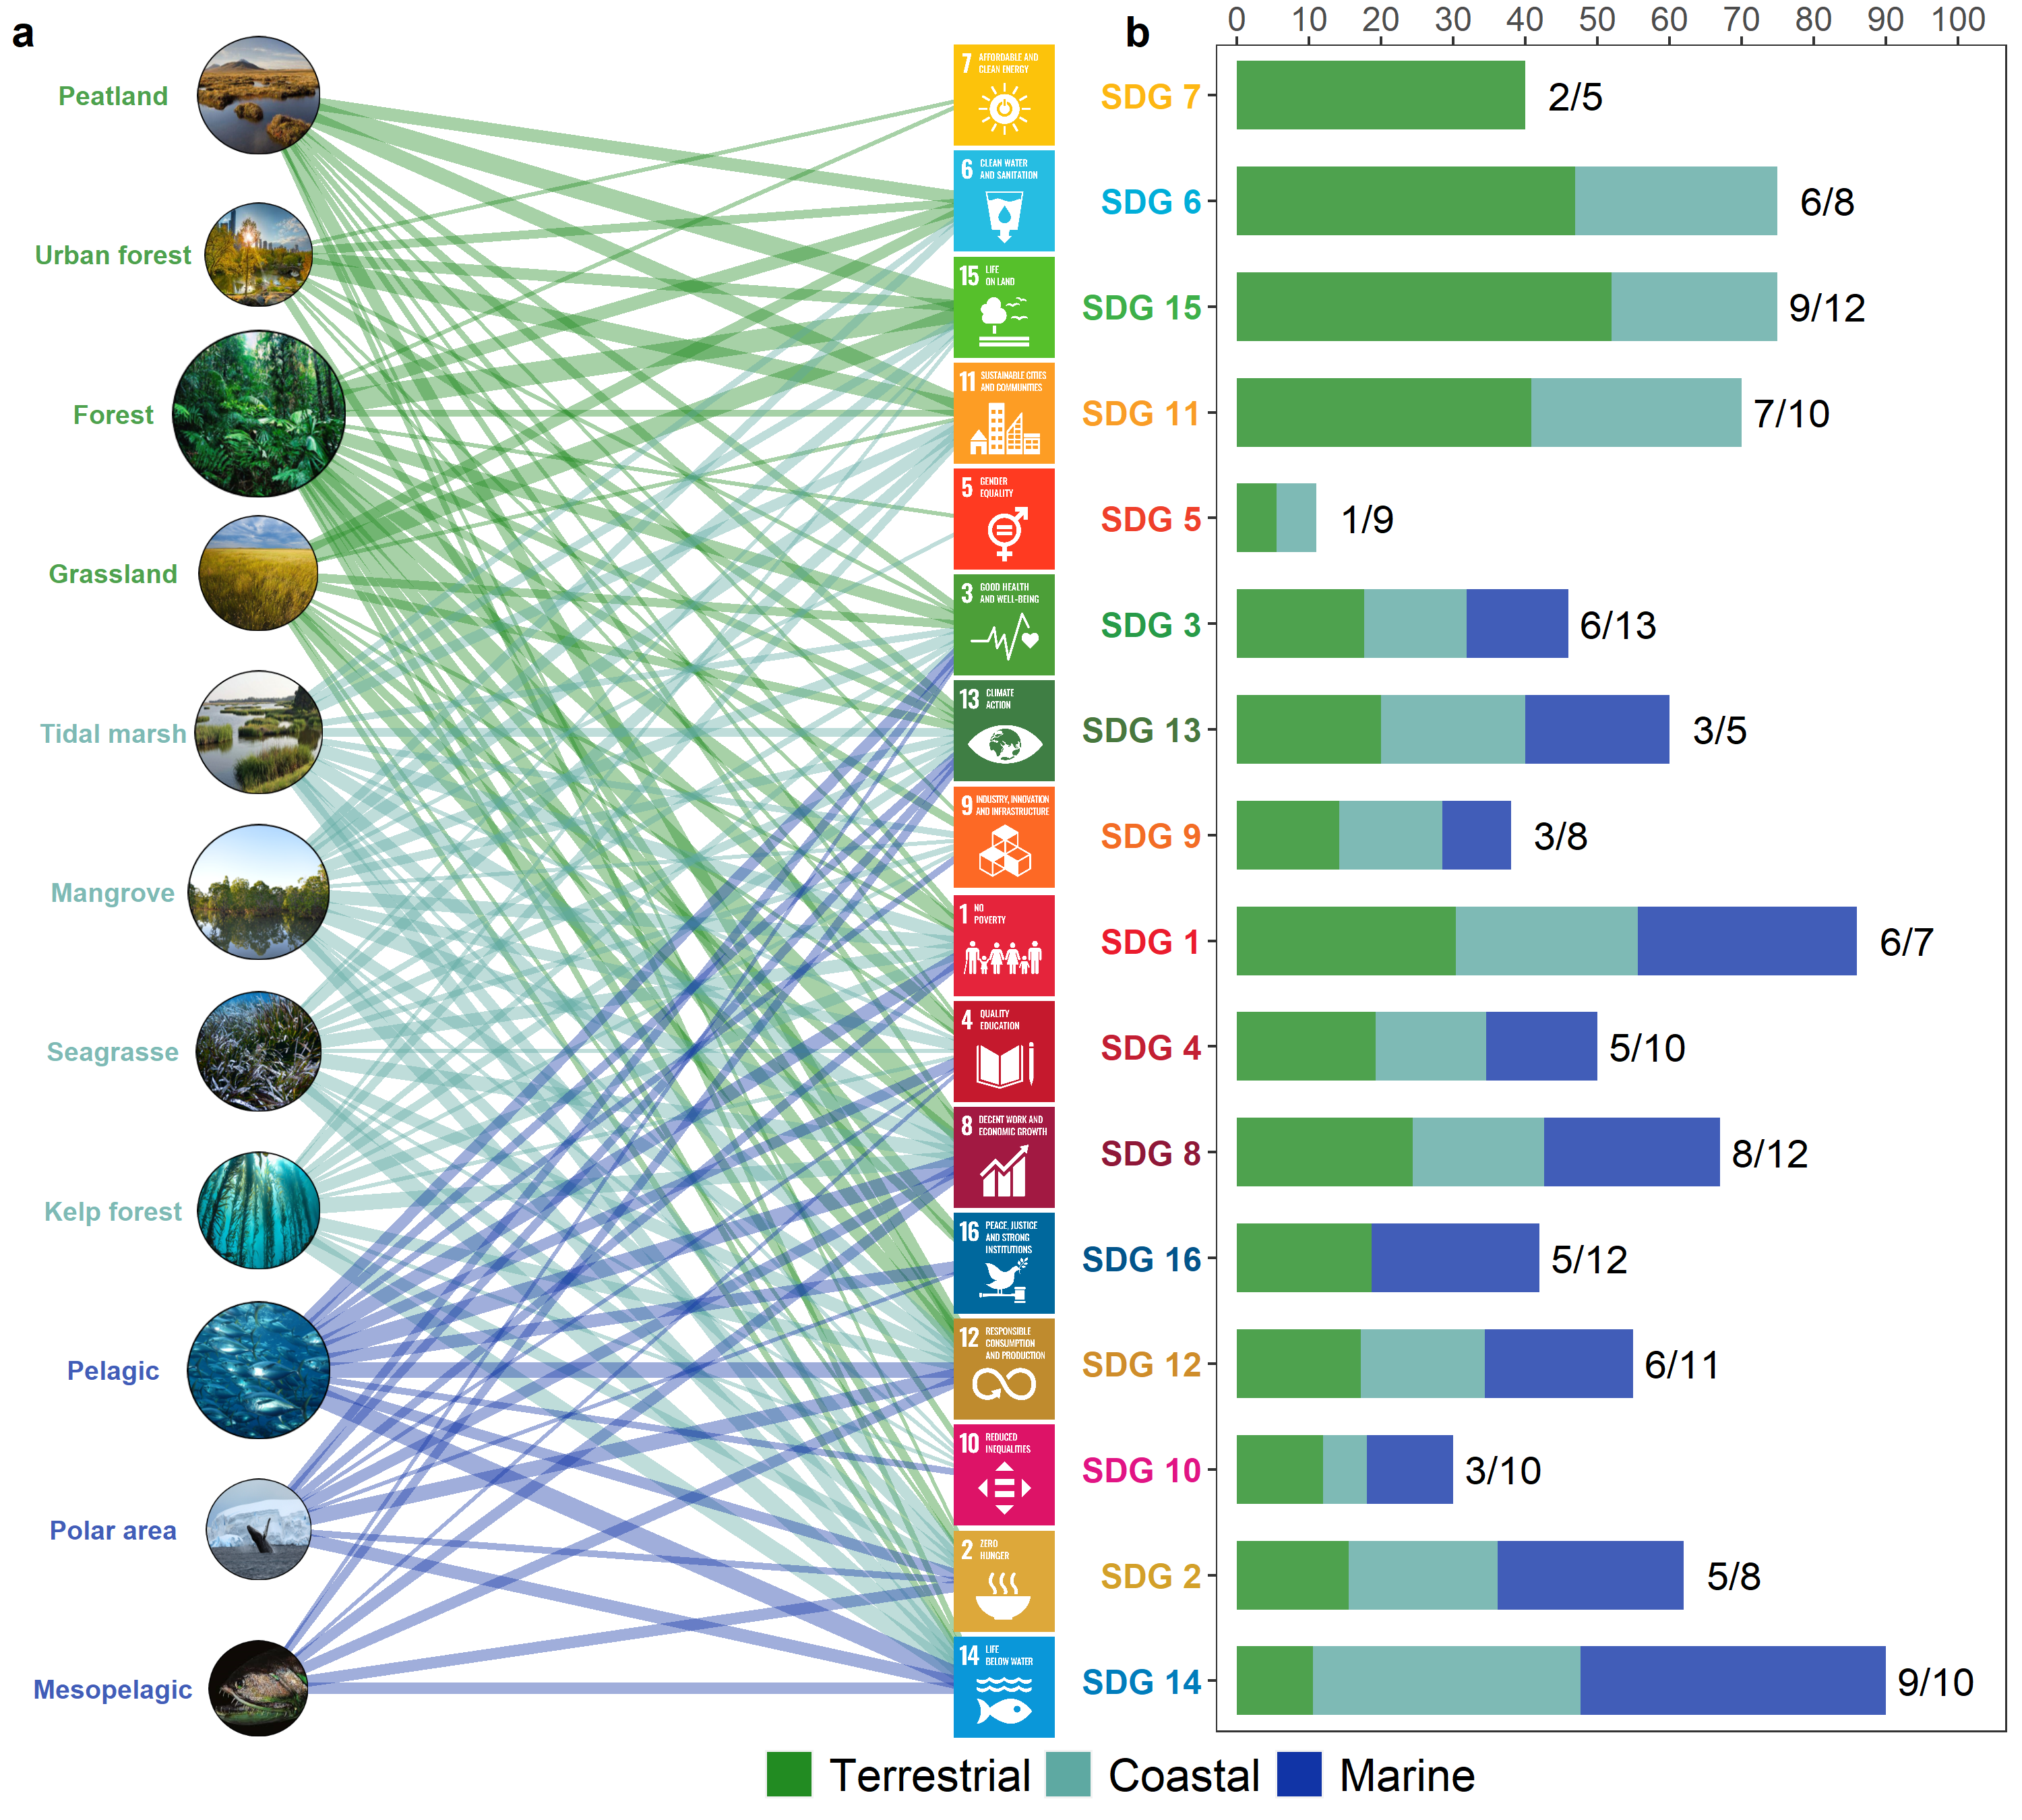 a
Peatland
Urban forest
Forest
Grassland
Tidal marsh
Mangrove
Seagrasse
Kelp forest
Pelagic
Polar area
Mesopelagic
7 AFFORDABLE AND
CLEAN ENERGY
6 CLEAN WATER
AND SANITATION
15 LIFE
ON LAND
11 SUSTAINABLE CITIES
AND COMMUNITIES
5 GENDER
EQUALITY
3 GOOD HEALTH
AND WELL-BEING
13 CLIMATE
ACTION
9 INDUSTRY, INNOVATION
AND INFRASTRUCTURE
1 NO
POVERTY
4 QUALITY
EDUCATION
8 DECENT WORK AND
ECONOMIC GROWTH
16 PEACE, JUSTICE
AND STRONG
INSTITUTIONS
12 RESPONSIBLE
CONSUMPTION
AND PRODUCTION
10 REDUCED
INEQUALITIES
2 ZERO
HUNGER
14 LIFE
BELOW WATER
b
0 10 20 30 40 50 60 70 80 90 100
SDG 7 2/5
SDG 6 6/8
SDG 15 9/12
SDG 11 7/10
SDG 5 1/9
SDG 3 6/13
SDG 13 3/5
SDG 9 3/8
SDG 1 6/7
SDG 4 5/10
SDG 8 8/12
SDG 16 5/12
SDG 12 6/11
SDG 10 3/10
SDG 2 5/8
SDG 14 9/10
Terrestrial Coastal Marine